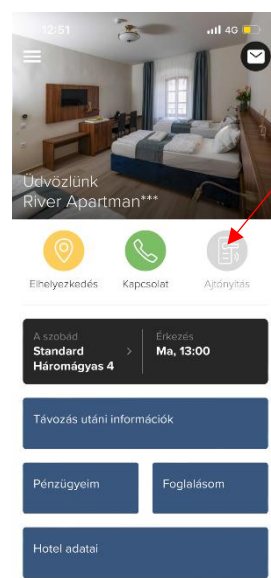 12:51
4G
Üdvözlünk
River Apartman***
Elhelyezkedés
Kapcsolat
Ajtónyitás
A szobád
Standard
Háromágyas 4
Érkezés
Ma, 13:00
Távozás utáni információk
Pénzügyeim
Foglalásom
Hotel adatai